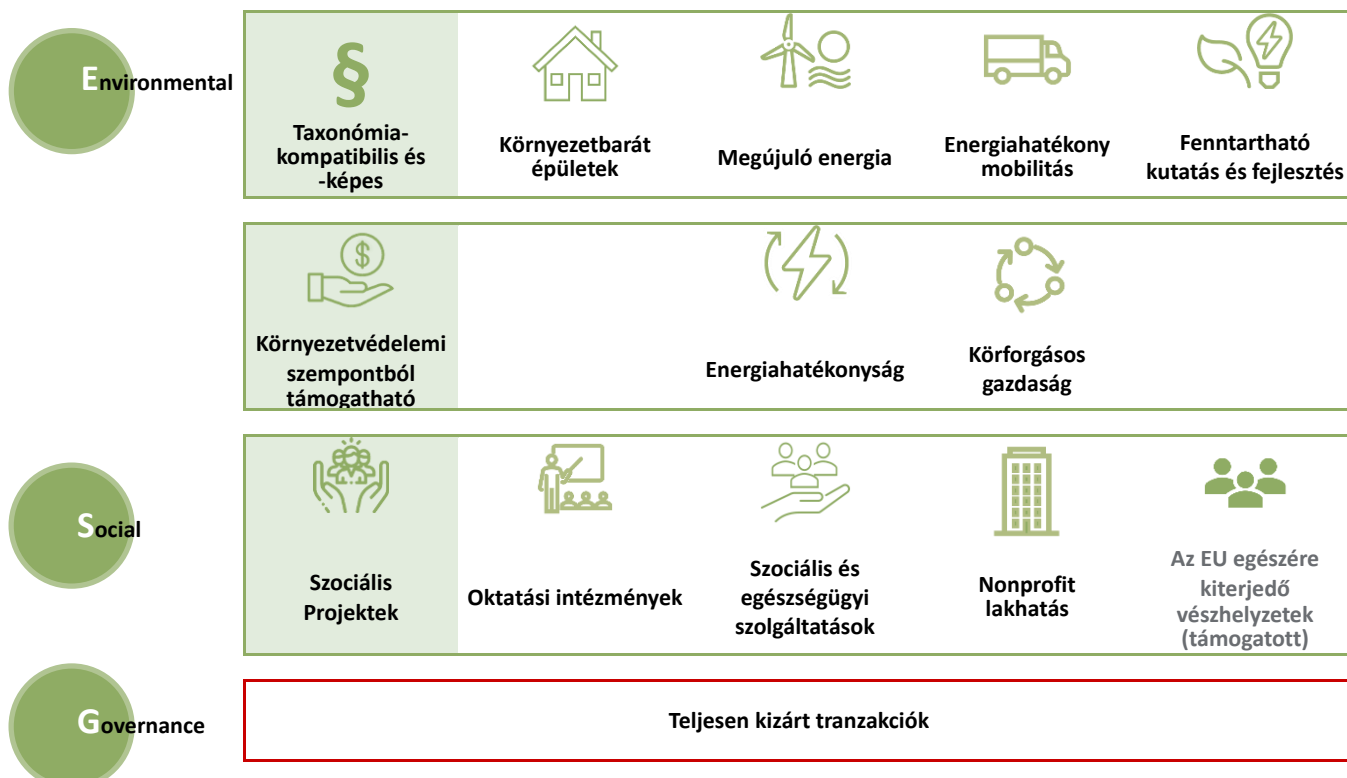 Environmental
§
Taxonómia-
kompatibilis és
-képes
Környezetbarát
épületek
Megújuló energia
Energiahatékony
mobilitás
Fenntartható
kutatás és fejlesztés
$
Környezetvédelemi
szempontból
támogatható
Energiahatékonyság
Körforgásos
gazdaság
Social
Szociális
Projektek
Oktatási intézmények
Szociális és
egészségügyi
szolgáltatások
Nonprofit
lakhatás
Az EU egészére
kiterjedő
vészhelyzetek
(támogatott)
Governance
Teljesen kizárt tranzakciók